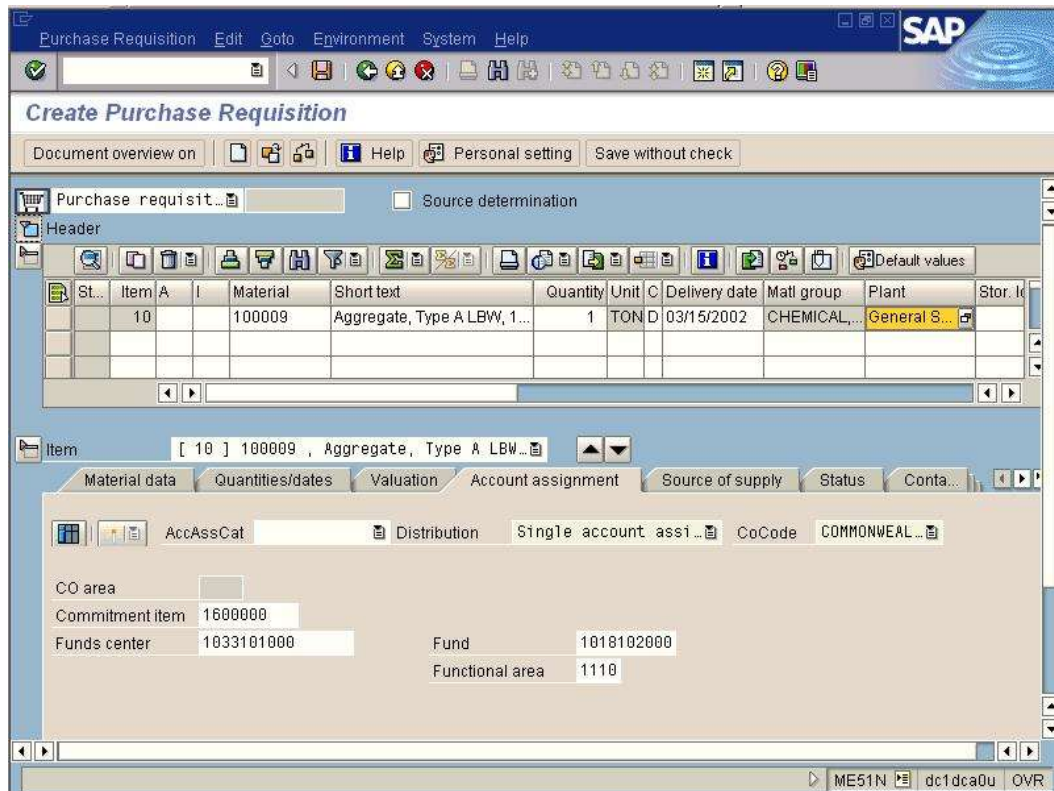 Purchase Requisition Edit Goto Environment System Help
SAP
Create Purchase Requisition
Document overview on Help Personal setting Save without check
Purchase requisit… Source determination
Header
Default values
St... Item A I Material Short text Quantity Unit C Delivery date Matl group Plant Stor. lo
10 100009 Aggregate, Type A LBW, 1... 1 TON D 03/15/2002 CHEMICAL,... General S...
Item [ 10 ] 100009 , Aggregate, Type A LBW…
Material data Quantities/dates Valuation Account assignment Source of supply Status Conta...
AccAssCat Distribution Single account assi… CoCode COMMONWEAL…
CO area
Commitment item 1600000
Funds center 1033101000 Fund 1018102000
Functional area 1110
ME51N dc1dca0u OVR